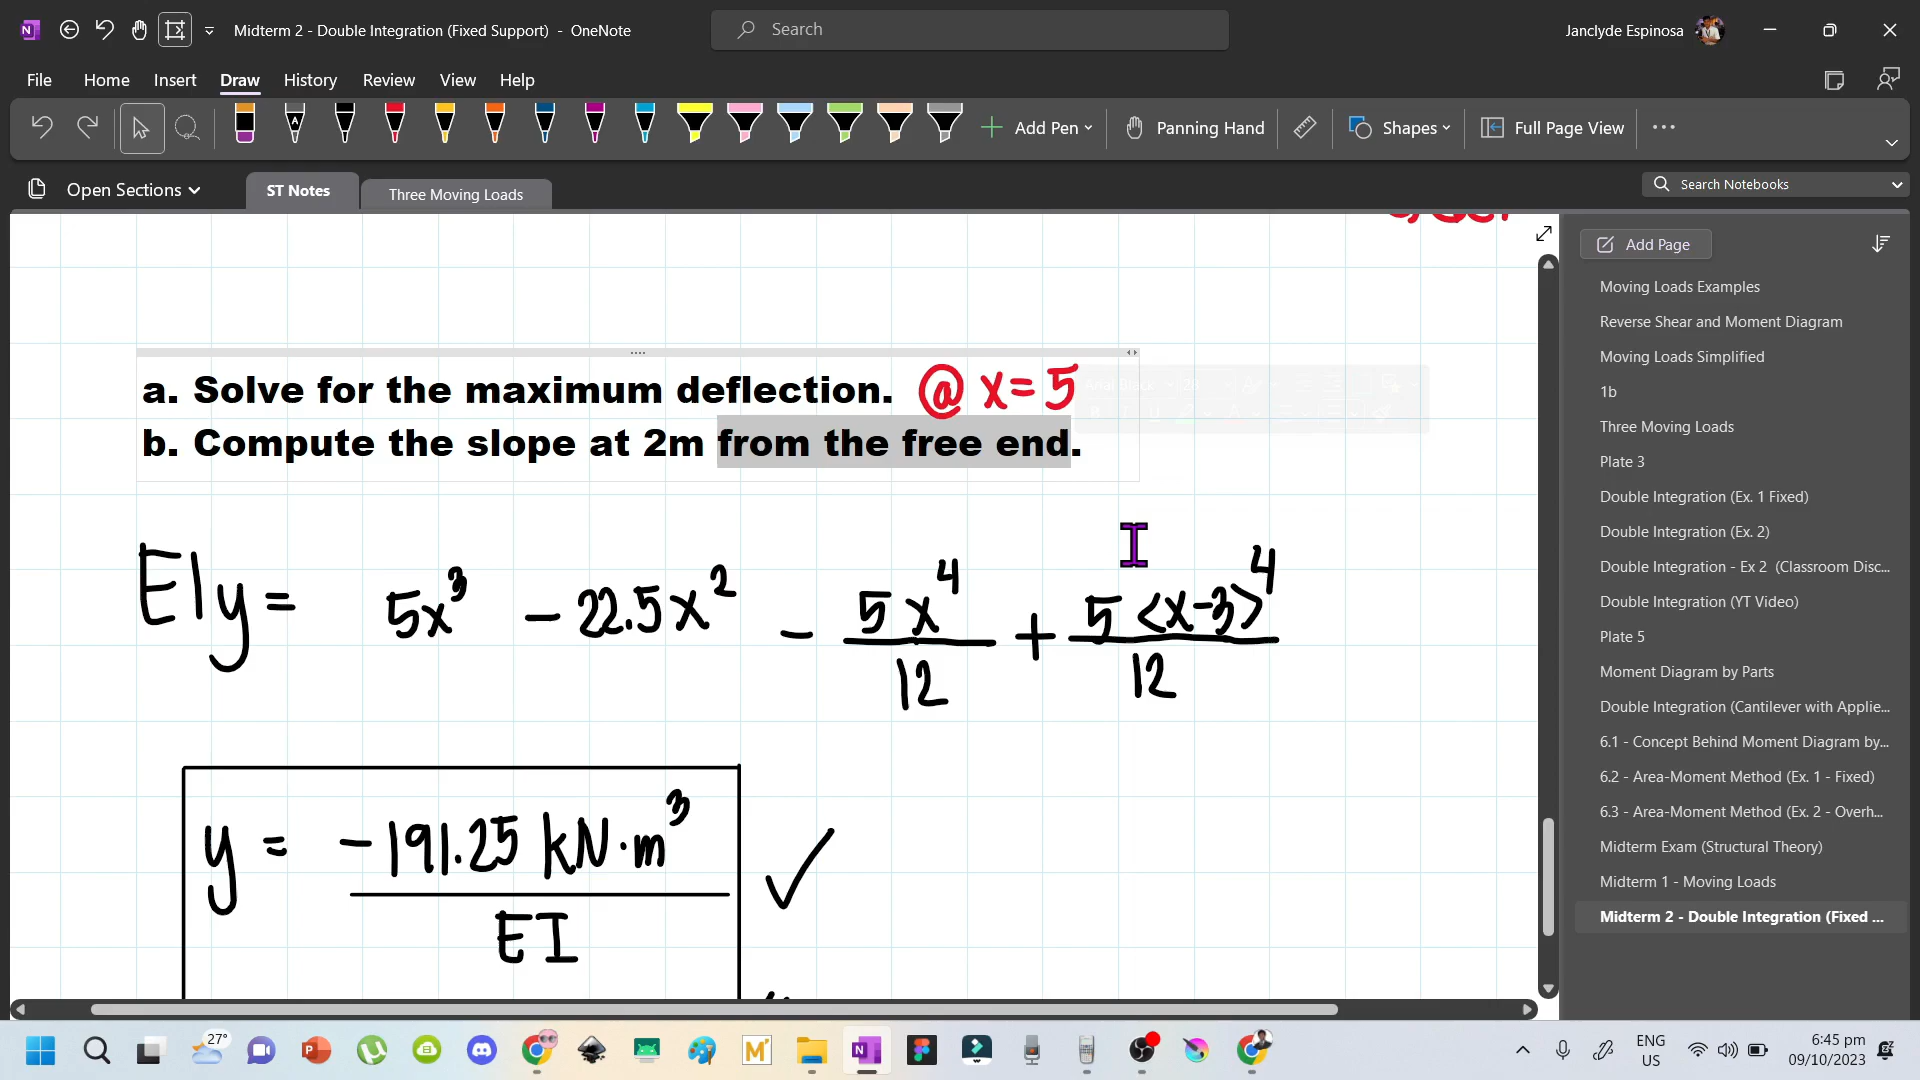 Midterm 2 - Double Integration (Fixed Support) - OneNote
Search
Janclyde Espinosa
File Home Insert Draw History Review View Help
Add Pen Panning Hand Shapes Full Page View
Open Sections ST Notes Three Moving Loads Search Notebooks
Add Page
Moving Loads Examples
Reverse Shear and Moment Diagram
Moving Loads Simplified
1b
Three Moving Loads
Plate 3
Double Integration (Ex. 1 Fixed)
Double Integration (Ex. 2)
Double Integration - Ex 2 (Classroom Disc...
Double Integration (YT Video)
Plate 5
Moment Diagram by Parts
Double Integration (Cantilever with Applie...
6.1 - Concept Behind Moment Diagram by...
6.2 - Area-Moment Method (Ex. 1 - Fixed)
6.3 - Area-Moment Method (Ex. 2 - Overh...
Midterm Exam (Structural Theory)
Midterm 1 - Moving Loads
Midterm 2 - Double Integration (Fixed ...
a. Solve for the maximum deflection. @ x=5
b. Compute the slope at 2m from the free end.
EIy = 5x³ - 22.5x² - 5x⁴/12 + 5<x-3>⁴/12
y = -191.25 kN·m³/EI ✓
27°
ENG
US
6:45 pm
09/10/2023